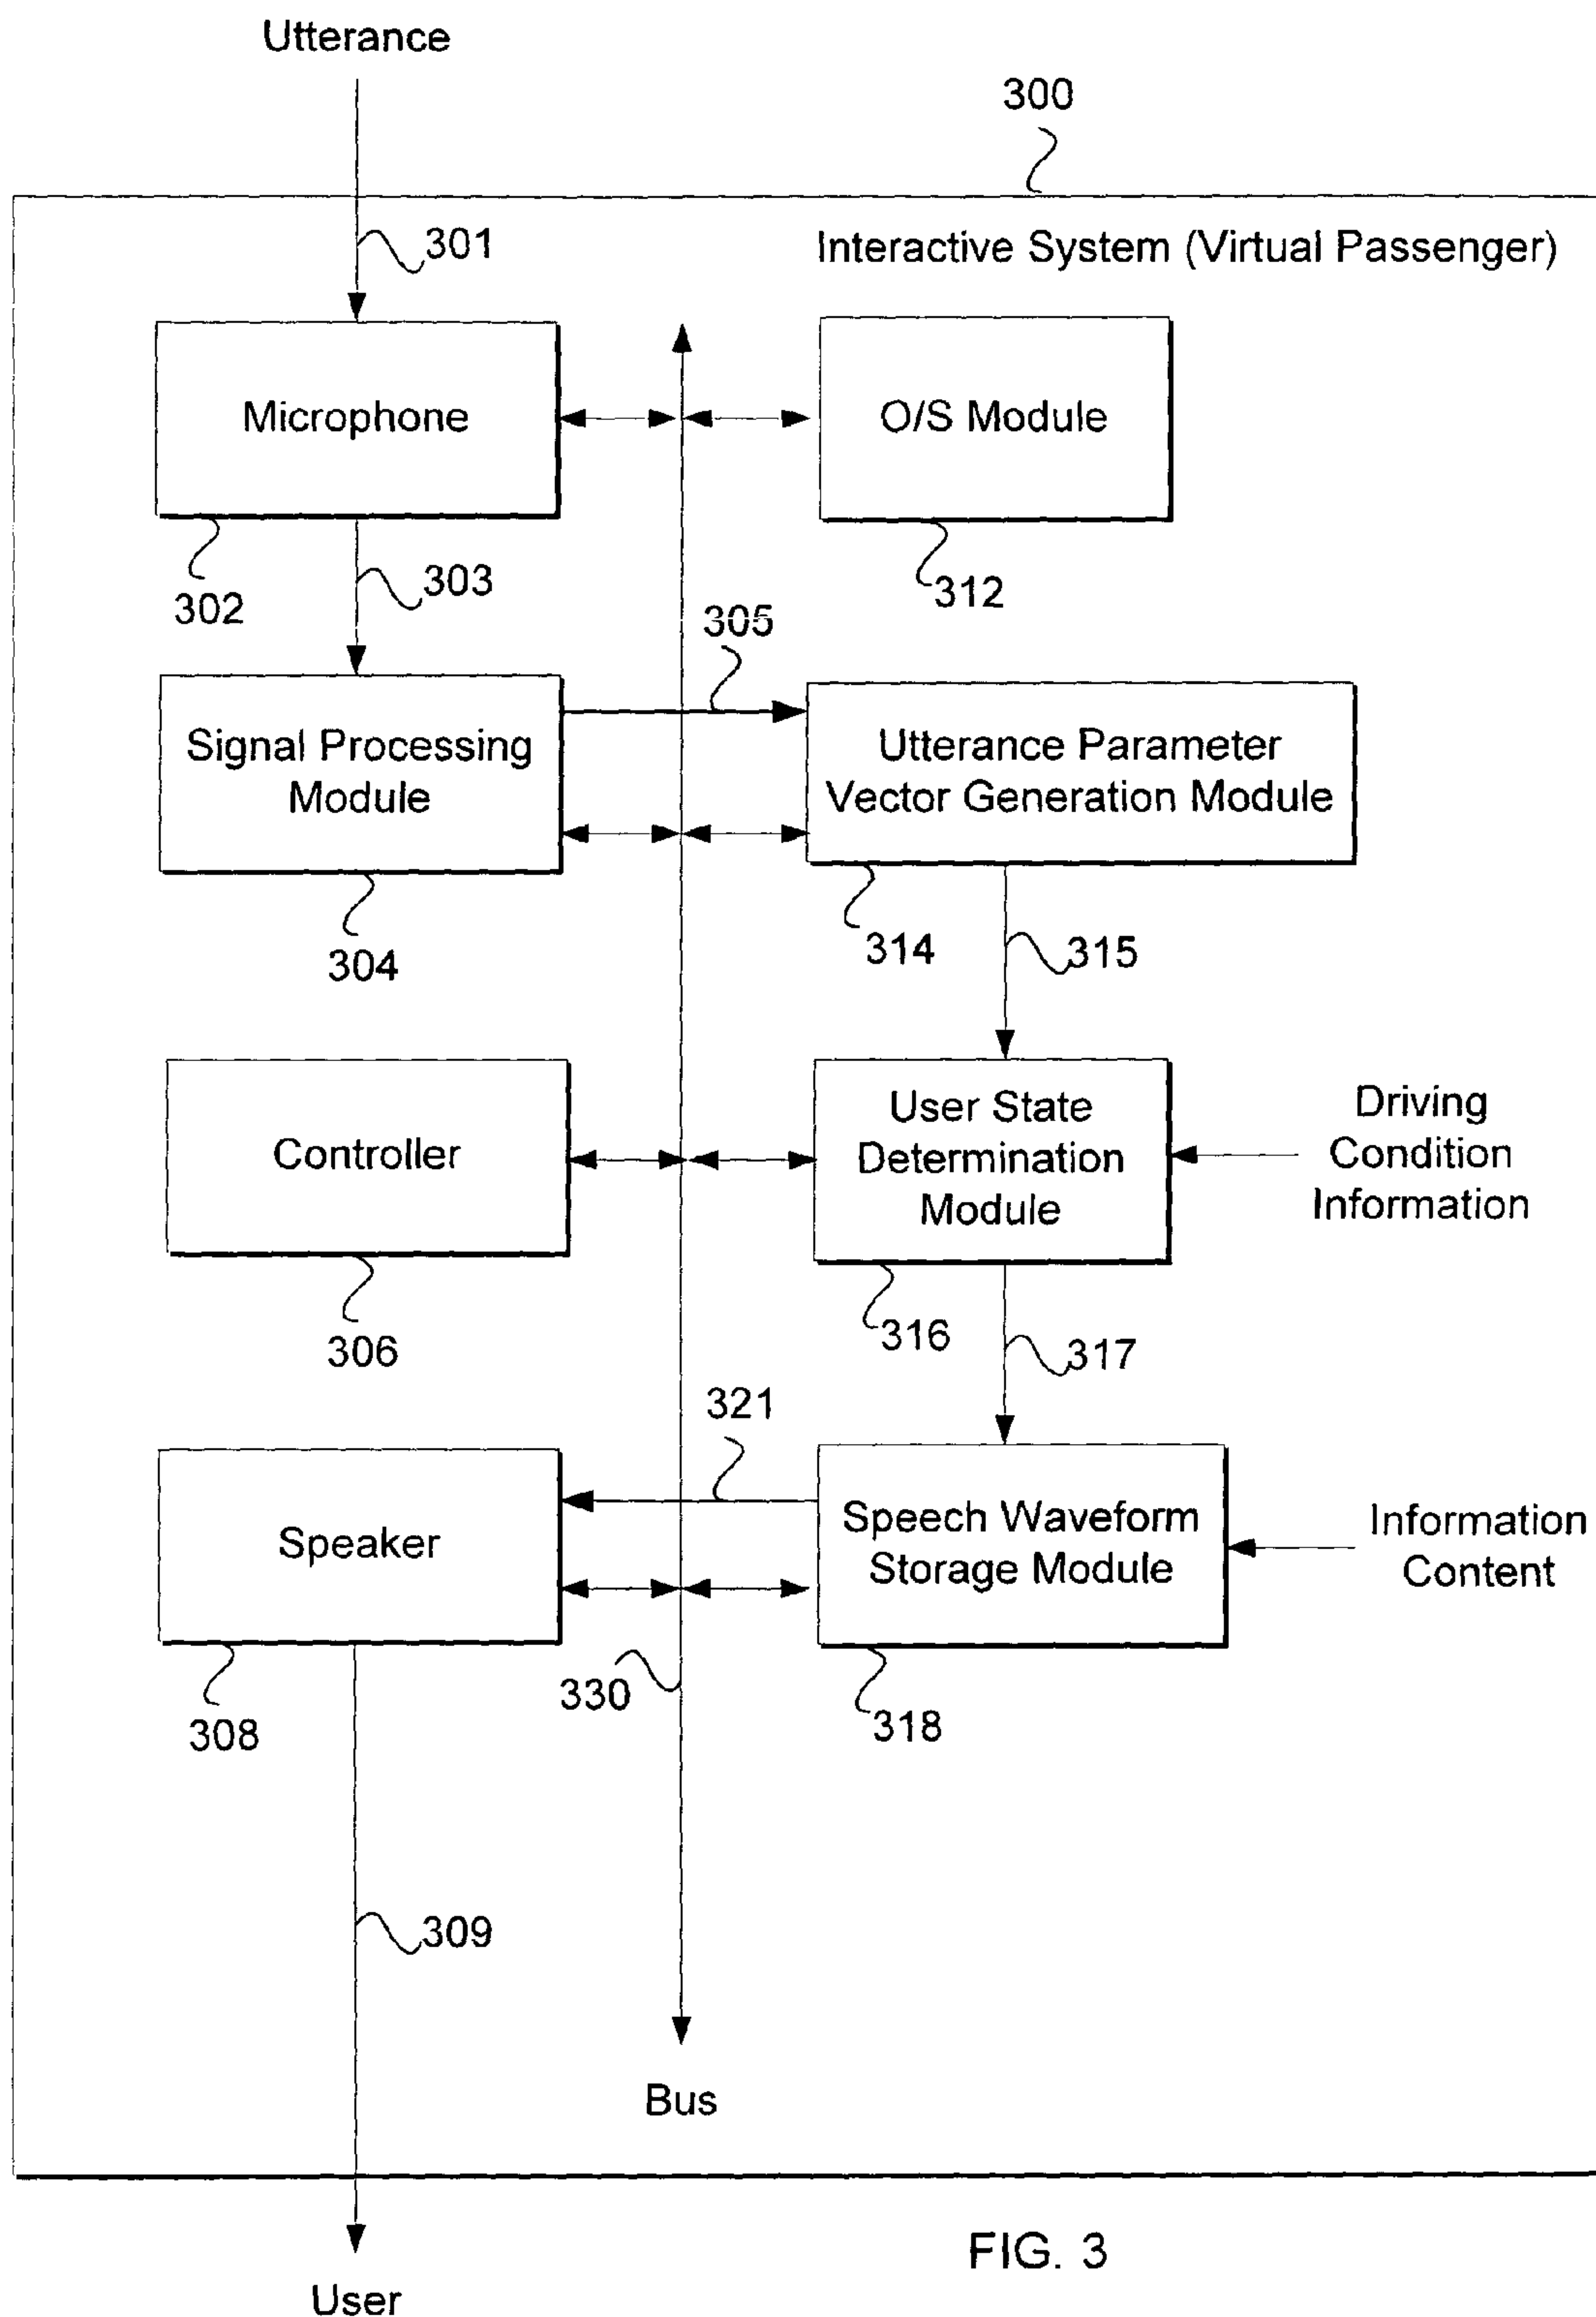 Utterance
300
301
Interactive System (Virtual Passenger)
Microphone
O/S Module
302
303
312
305
Signal Processing
Module
Utterance Parameter
Vector Generation Module
304
314
315
Controller
User State
Determination
Module
Driving
Condition
Information
306
316
317
321
Speaker
Speech Waveform
Storage Module
Information
Content
308
330
318
309
Bus
FIG. 3
User